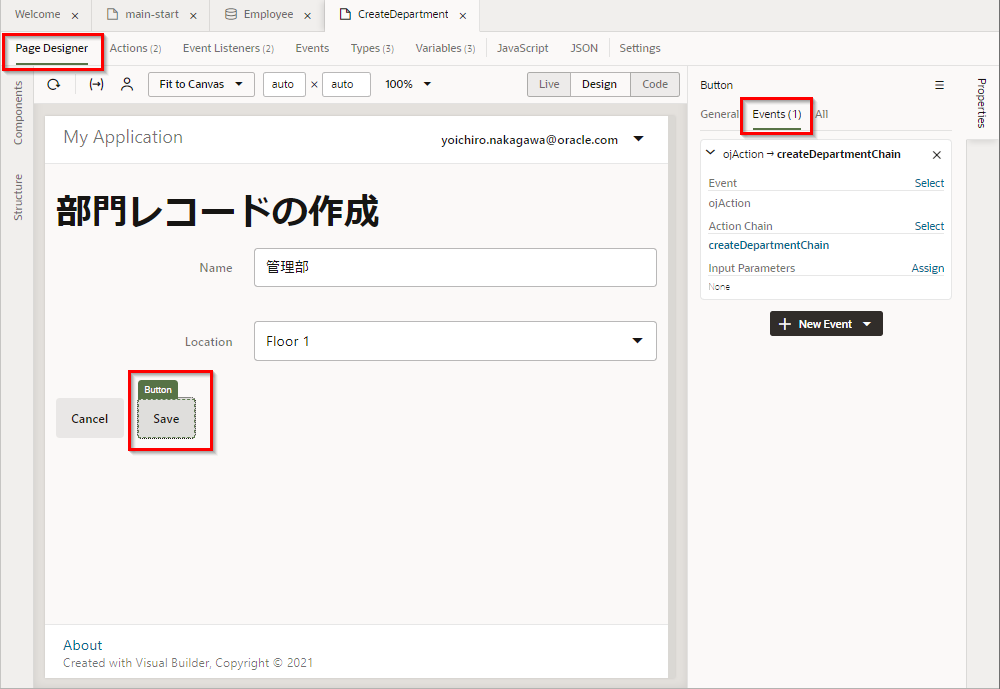 Welcome × main-start × Employee × CreateDepartment ×
Page Designer Actions (2) Event Listeners (2) Events Types (3) Variables (3) JavaScript JSON Settings
Fit to Canvas auto × auto 100% Live Design Code
Components
Structure
My Application yoichiro.nakagawa@oracle.com
部門レコードの作成
Name 管理部
Location Floor 1
Button
Cancel Save
About
Created with Visual Builder, Copyright © 2021
Button
General Events (1) All
ojAction → createDepartmentChain ×
Event Select
ojAction
Action Chain Select
createDepartmentChain
Input Parameters Assign
None
+ New Event
Properties